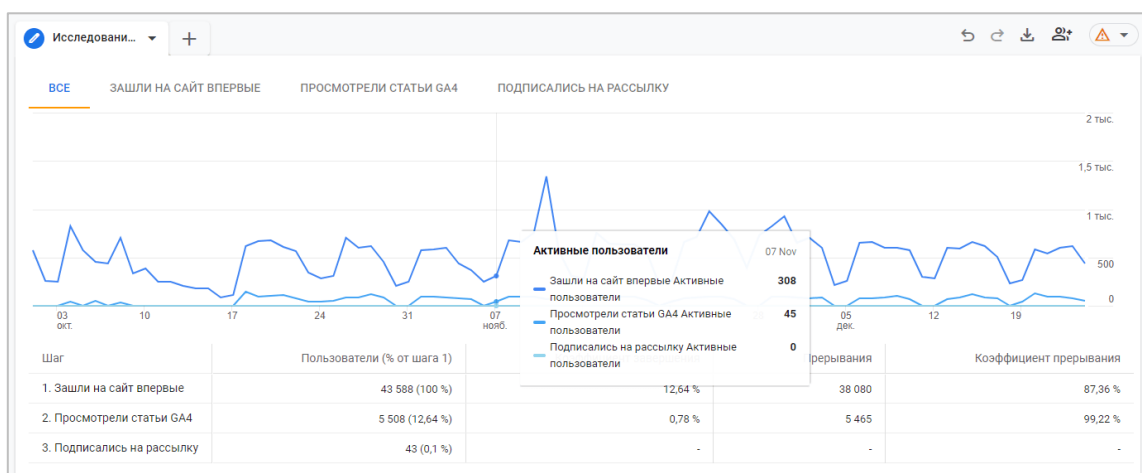 Исследовани...
ВСЕ ЗАШЛИ НА САЙТ ВПЕРВЫЕ ПРОСМОТРЕЛИ СТАТЬИ GA4 ПОДПИСАЛИСЬ НА РАССЫЛКУ
2 тыс.
1,5 тыс.
1 тыс.
500
0
Активные пользователи 07 Nov
Зашли на сайт впервые Активные пользователи 308
Просмотрели статьи GA4 Активные пользователи 45
Подписались на рассылку Активные пользователи 0
03 окт. 10 17 24 31 07 нояб. 05 дек. 12 19
Шаг Пользователи (% от шага 1) Прерывания Коэффициент прерывания
1. Зашли на сайт впервые 43 588 (100 %) 12,64 % 38 080 87,36 %
2. Просмотрели статьи GA4 5 508 (12,64 %) 0,78 % 5 465 99,22 %
3. Подписались на рассылку 43 (0,1 %) - - -